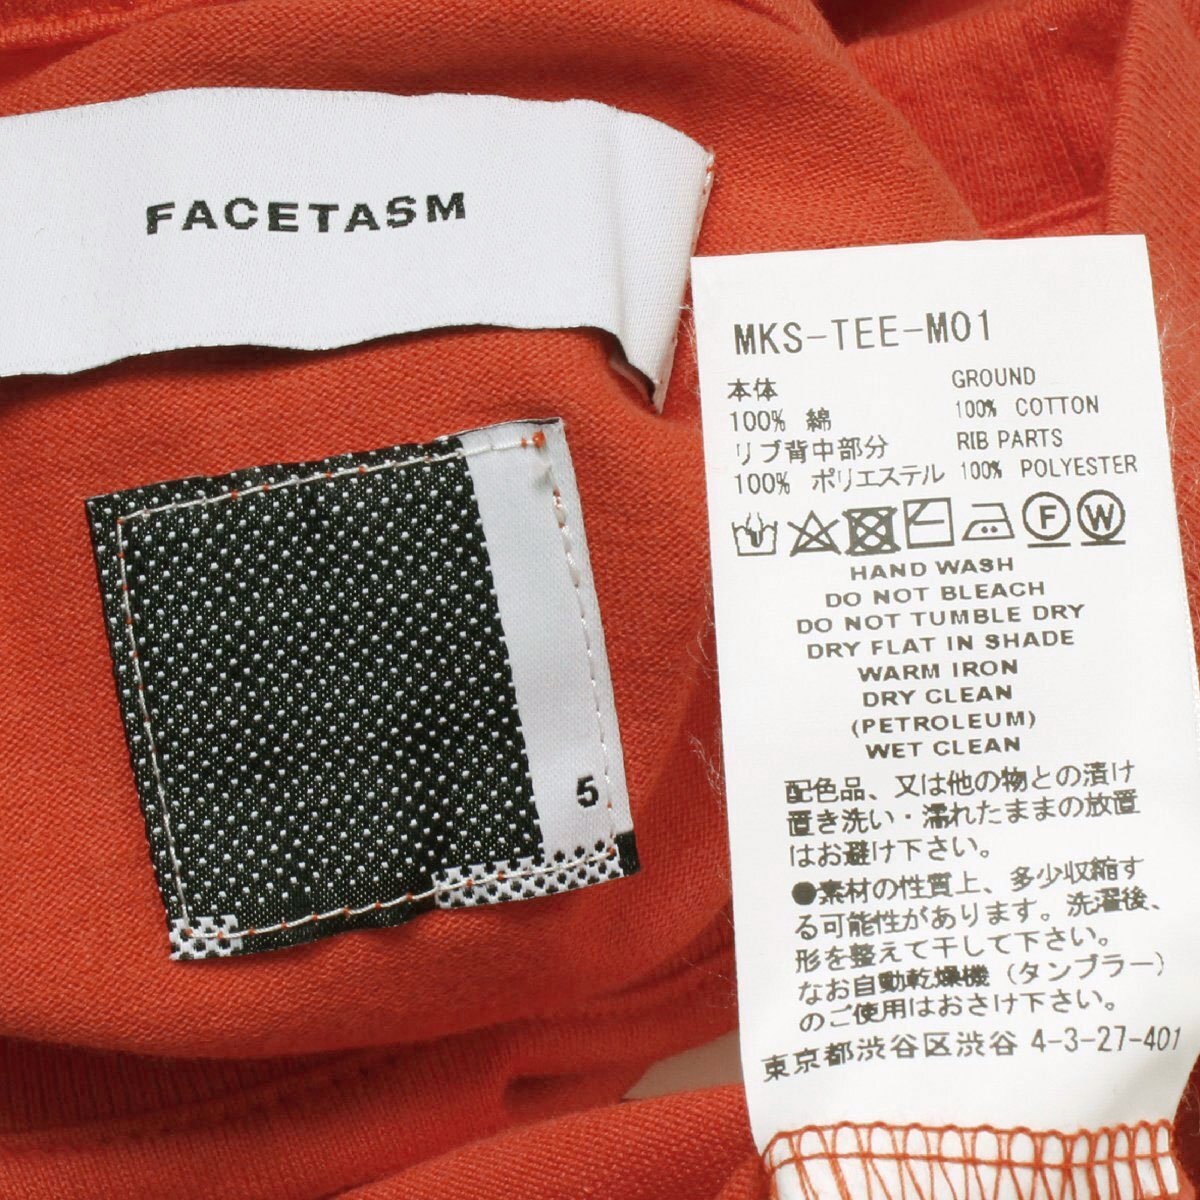 FACETASM
5
MKS-TEE-M01
本体 GROUND
100% 綿 100% COTTON
リブ背中部分 RIB PARTS
100% ポリエステル 100% POLYESTER
F W
HAND WASH
DO NOT BLEACH
DO NOT TUMBLE DRY
DRY FLAT IN SHADE
WARM IRON
DRY CLEAN
(PETROLEUM)
WET CLEAN
配色品、又は他の物との漬け
置き洗い・濡れたままの放置
はお避け下さい。
●素材の性質上、多少収縮す
る可能性があります。洗濯後、
形を整えて干して下さい。
なお自動乾燥機（タンブラー）
のご使用はおさけ下さい。
東京都渋谷区渋谷 4-3-27-401